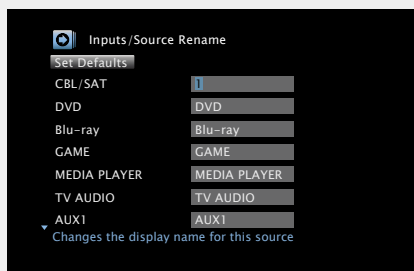 Inputs/Source Rename
Set Defaults
CBL/SAT 1
DVD DVD
Blu-ray Blu-ray
GAME GAME
MEDIA PLAYER MEDIA PLAYER
TV AUDIO TV AUDIO
AUX1 AUX1
Changes the display name for this source